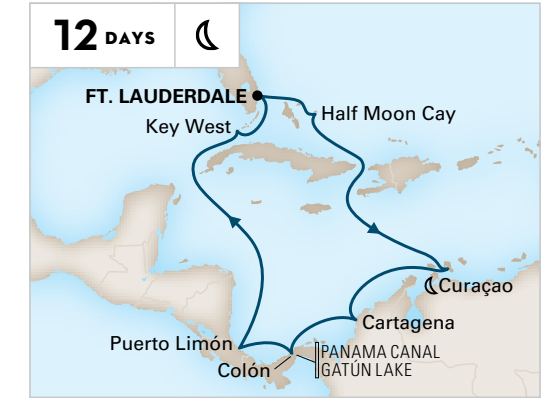 12 DAYS
FT. LAUDERDALE
Half Moon Cay
Key West
Curaçao
Cartagena
Puerto Limón
PANAMA CANAL
GATÚN LAKE
Colón